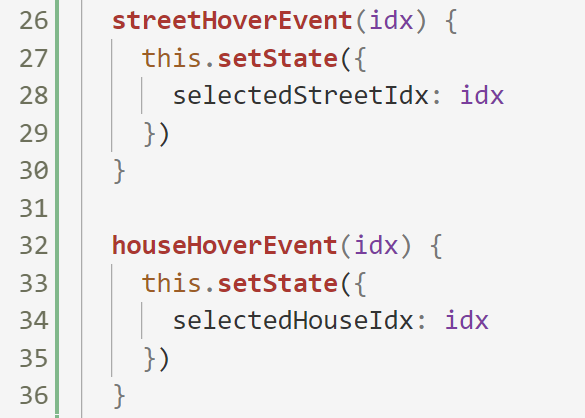 26 streetHoverEvent(idx) {
27 this.setState({
28 selectedStreetIdx: idx
29 })
30 }
31
32 houseHoverEvent(idx) {
33 this.setState({
34 selectedHouseIdx: idx
35 })
36 }